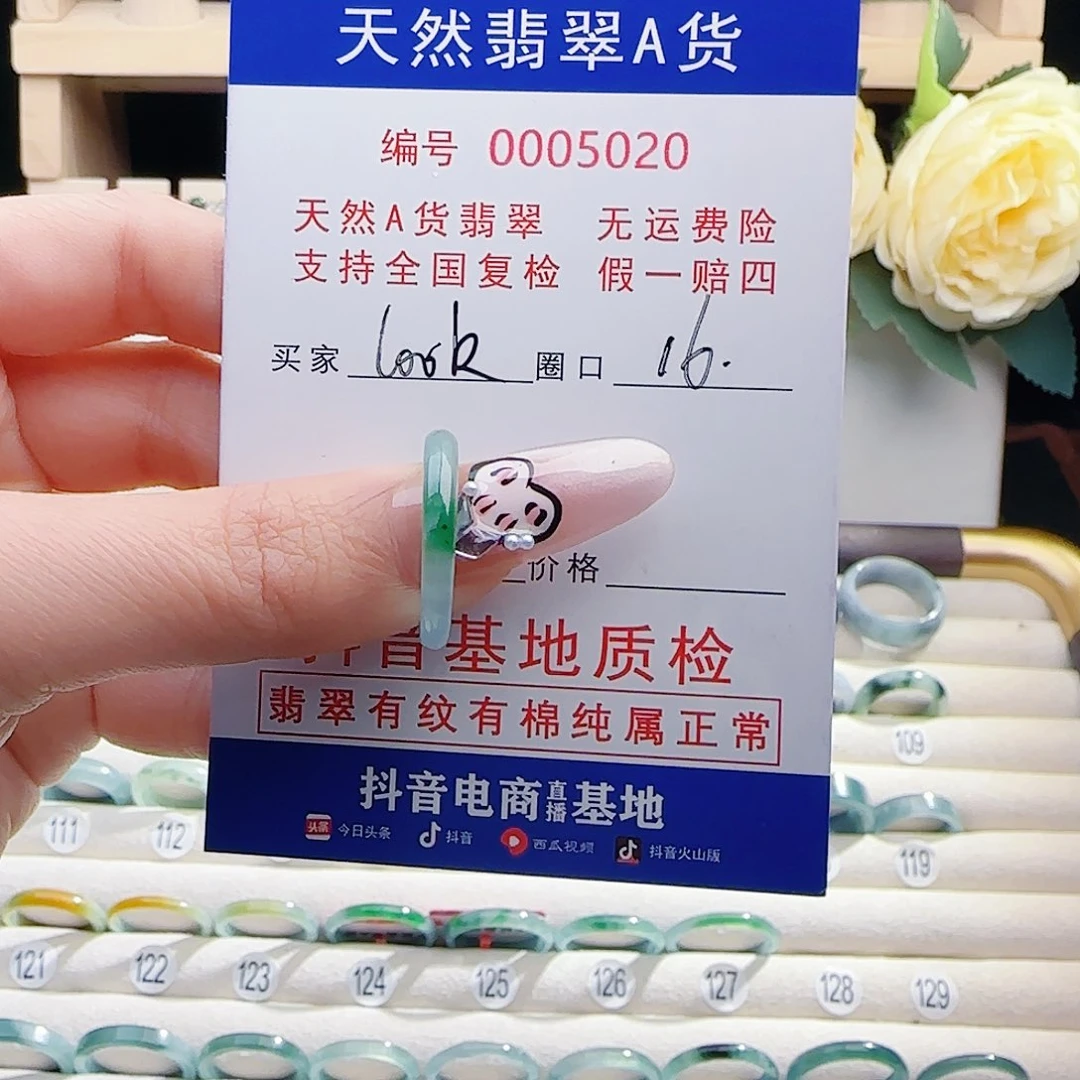 天然翡翠A货
编号 0005020
天然A货翡翠 无运费险
支持全国复检 假一赔四
买家 look 圈口 16.
价格
抖音基地质检
翡翠有纹有棉纯属正常
抖音电商直播基地
头条 今日头条 抖音 西瓜视频 抖音火山版
109
111 112 119
121 122 123 124 125 126 127 128 129